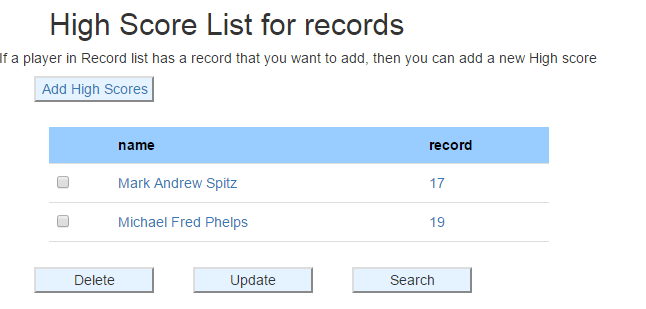 High Score List for records
If a player in Record list has a record that you want to add, then you can add a new High score
Add High Scores
name record
Mark Andrew Spitz 17
Michael Fred Phelps 19
Delete Update Search